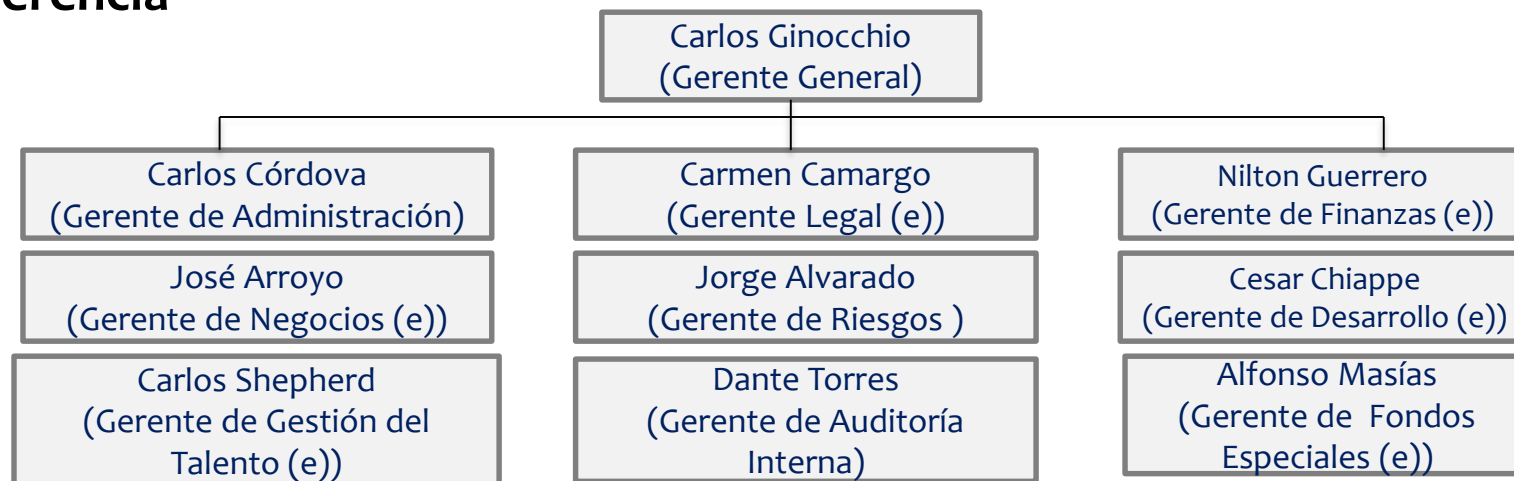 Carlos Ginocchio
(Gerente General)
Carlos Córdova
(Gerente de Administración)
Carmen Camargo
(Gerente Legal (e))
Nilton Guerrero
(Gerente de Finanzas (e))
José Arroyo
(Gerente de Negocios (e))
Jorge Alvarado
(Gerente de Riesgos )
Cesar Chiappe
(Gerente de Desarrollo (e))
Carlos Shepherd
(Gerente de Gestión del
Talento (e))
Dante Torres
(Gerente de Auditoría
Interna)
Alfonso Masías
(Gerente de  Fondos
Especiales (e))